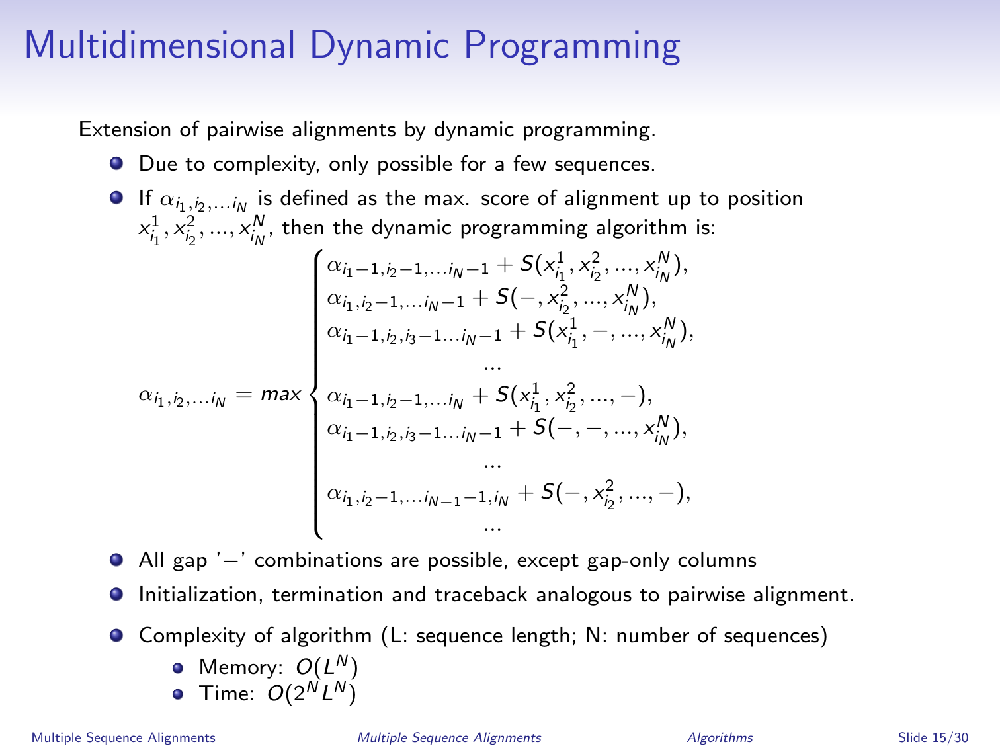 Multidimensional Dynamic Programming
Extension of pairwise alignments by dynamic programming.
Due to complexity, only possible for a few sequences.
If $\alpha_{i_1,i_2,\ldots i_N}$ is defined as the max. score of alignment up to position
$x^1_{i_1}, x^2_{i_2}, ..., x^N_{i_N}$, then the dynamic programming algorithm is:
$\alpha_{i_1,i_2,\ldots i_N} = max \begin{cases}
\alpha_{i_1-1,i_2-1,\ldots i_N-1} + S(x^1_{i_1}, x^2_{i_2}, ..., x^N_{i_N}), \\
\alpha_{i_1,i_2-1,\ldots i_N-1} + S(-, x^2_{i_2}, ..., x^N_{i_N}), \\
\alpha_{i_1-1,i_2,i_3-1\ldots i_N-1} + S(x^1_{i_1}, -, ..., x^N_{i_N}), \\
... \\
\alpha_{i_1-1,i_2-1,\ldots i_N} + S(x^1_{i_1}, x^2_{i_2}, ..., -), \\
\alpha_{i_1-1,i_2,i_3-1\ldots i_N-1} + S(-, -, ..., x^N_{i_N}), \\
... \\
\alpha_{i_1,i_2-1,\ldots i_{N-1}-1,i_N} + S(-, x^2_{i_2}, ..., -), \\
...
\end{cases}$
All gap '−' combinations are possible, except gap-only columns
Initialization, termination and traceback analogous to pairwise alignment.
Complexity of algorithm (L: sequence length; N: number of sequences)
Memory: $O(L^N)$
Time: $O(2^N L^N)$
Multiple Sequence Alignments Multiple Sequence Alignments Algorithms Slide 15/30